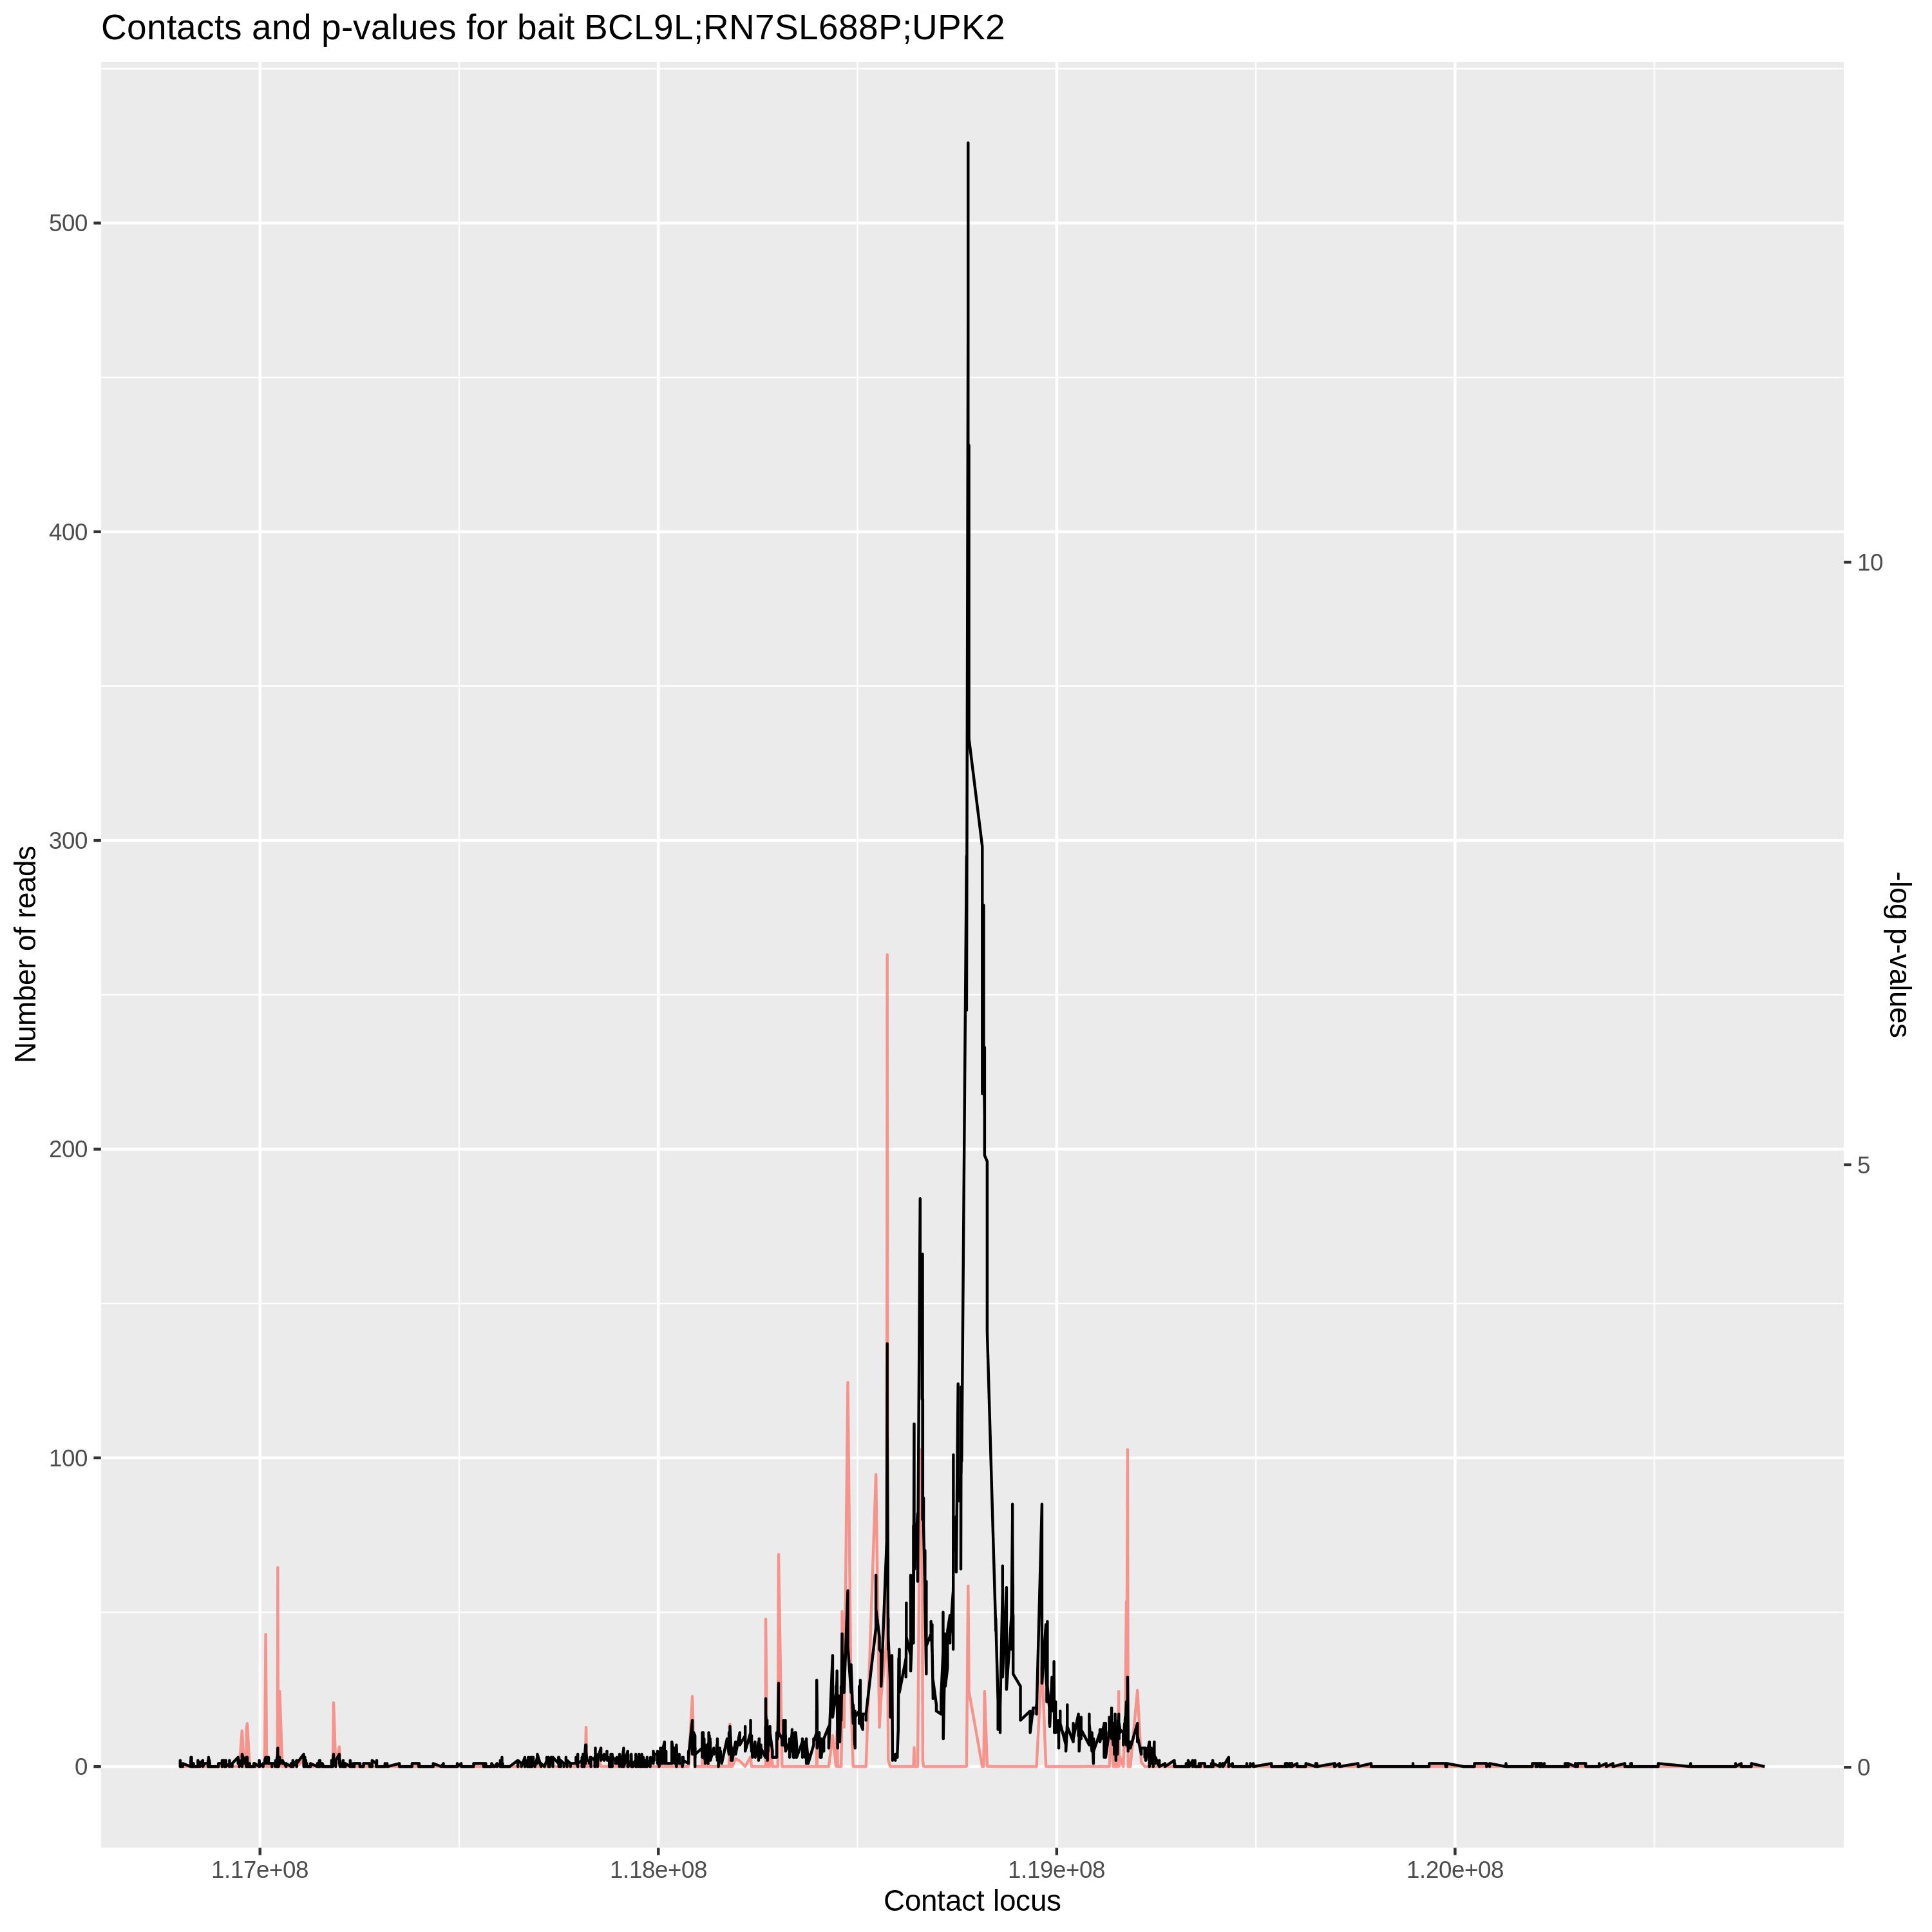 Contacts and p-values for bait BCL9L;RN7SL688P;UPK2
500
400
300
200
100
0
Number of reads
10
5
0
-log p-values
1.17e+08
1.18e+08
1.19e+08
1.20e+08
Contact locus